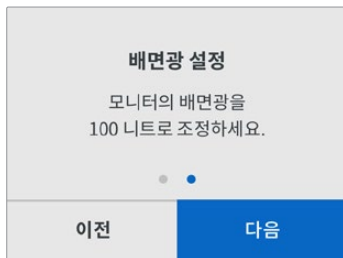 배면광 설정
모니터의 배면광을
100 니트로 조정하세요.
이전
다음